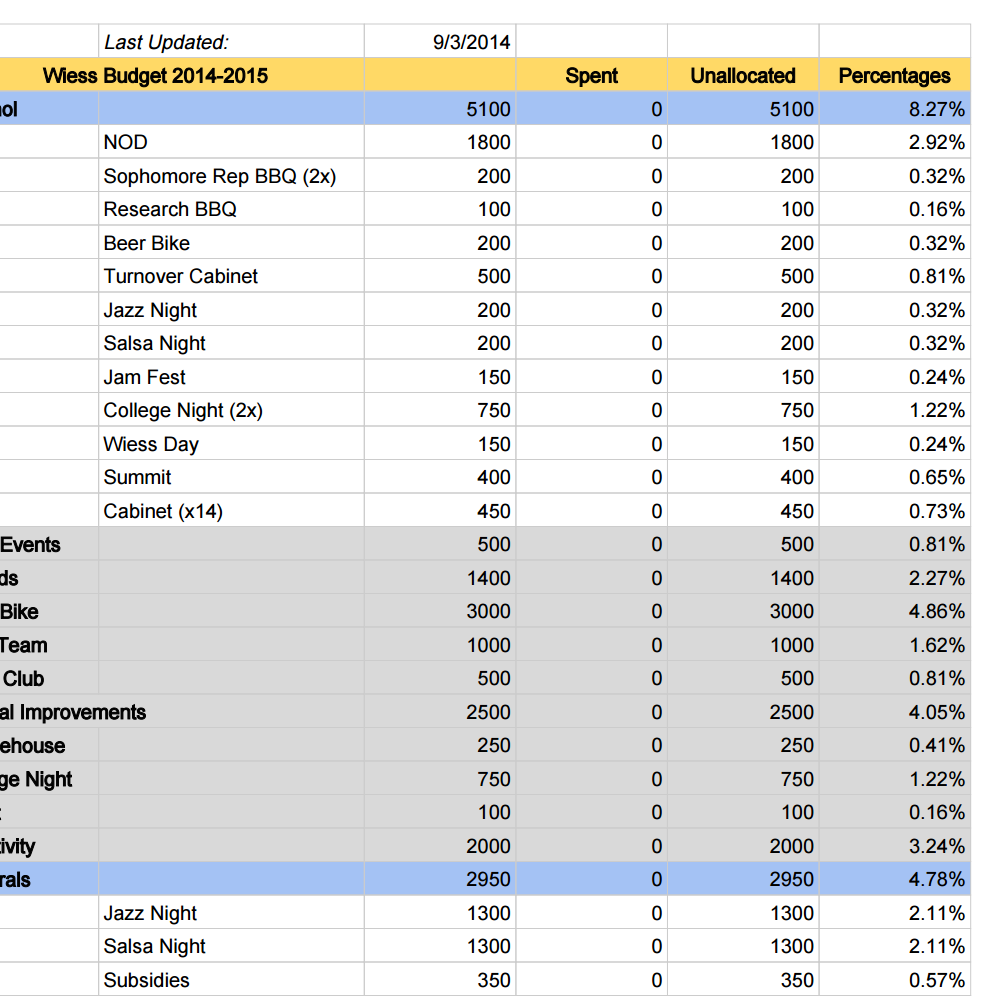 Last Updated: 9/3/2014
Wiess Budget 2014-2015 Spent Unallocated Percentages
ol 5100 0 5100 8.27%
NOD 1800 0 1800 2.92%
Sophomore Rep BBQ (2x) 200 0 200 0.32%
Research BBQ 100 0 100 0.16%
Beer Bike 200 0 200 0.32%
Turnover Cabinet 500 0 500 0.81%
Jazz Night 200 0 200 0.32%
Salsa Night 200 0 200 0.32%
Jam Fest 150 0 150 0.24%
College Night (2x) 750 0 750 1.22%
Wiess Day 150 0 150 0.24%
Summit 400 0 400 0.65%
Cabinet (x14) 450 0 450 0.73%
Events 500 0 500 0.81%
ds 1400 0 1400 2.27%
Bike 3000 0 3000 4.86%
Team 1000 0 1000 1.62%
Club 500 0 500 0.81%
al Improvements 2500 0 2500 4.05%
ehouse 250 0 250 0.41%
ge Night 750 0 750 1.22%
100 0 100 0.16%
ivity 2000 0 2000 3.24%
rals 2950 0 2950 4.78%
Jazz Night 1300 0 1300 2.11%
Salsa Night 1300 0 1300 2.11%
Subsidies 350 0 350 0.57%